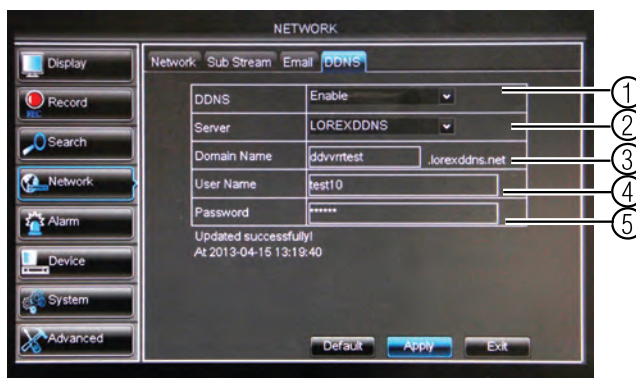 NETWORK
Display
Record
REC
Search
Network
Alarm
Device
System
Advanced
Network Sub Stream Email DDNS
DDNS Enable
Server LOREXDDNS
Domain Name ddvvrrtest .lorexddns.net
User Name test10
Password ******
Updated successfully!
At 2013-04-15 13:19:40
Default Apply Exit
1
2
3
4
5